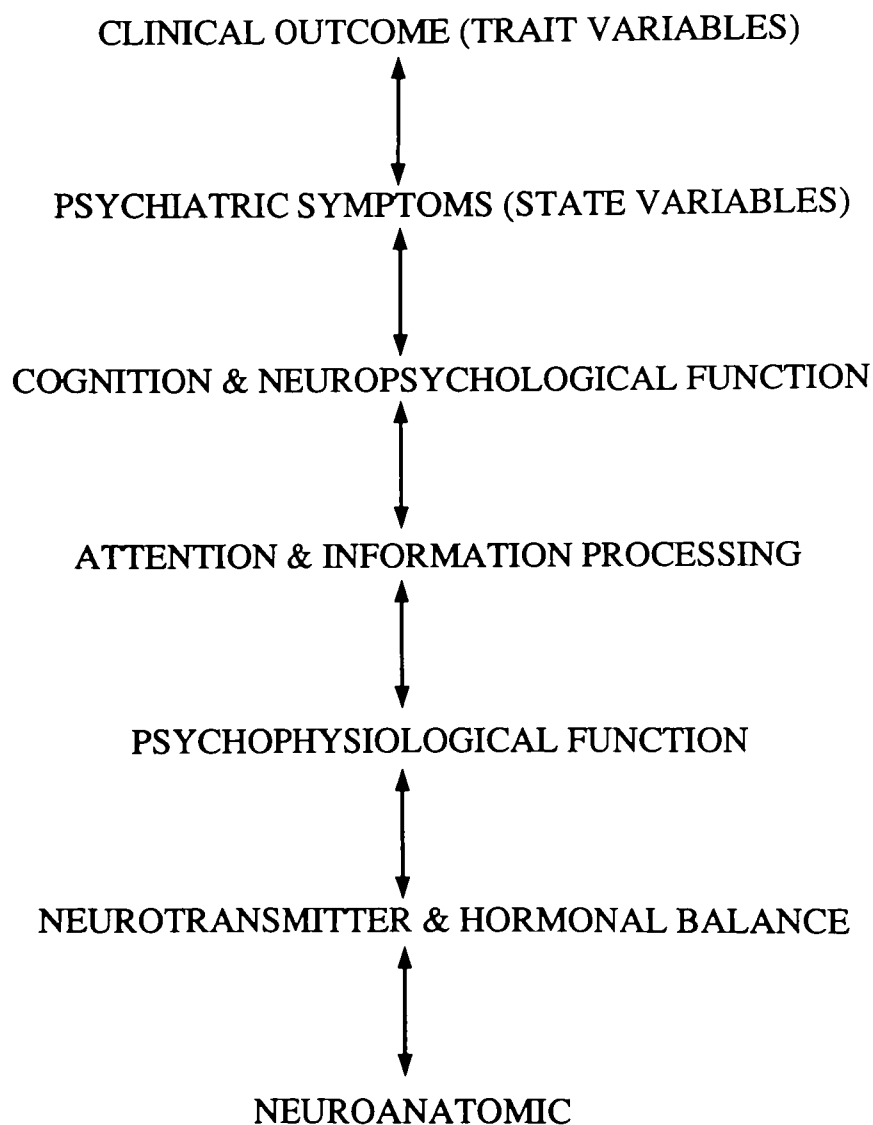 CLINICAL OUTCOME (TRAIT VARIABLES)
PSYCHIATRIC SYMPTOMS (STATE VARIABLES)
COGNITION & NEUROPSYCHOLOGICAL FUNCTION
ATTENTION & INFORMATION PROCESSING
PSYCHOPHYSIOLOGICAL FUNCTION
NEUROTRANSMITTER & HORMONAL BALANCE
NEUROANATOMIC